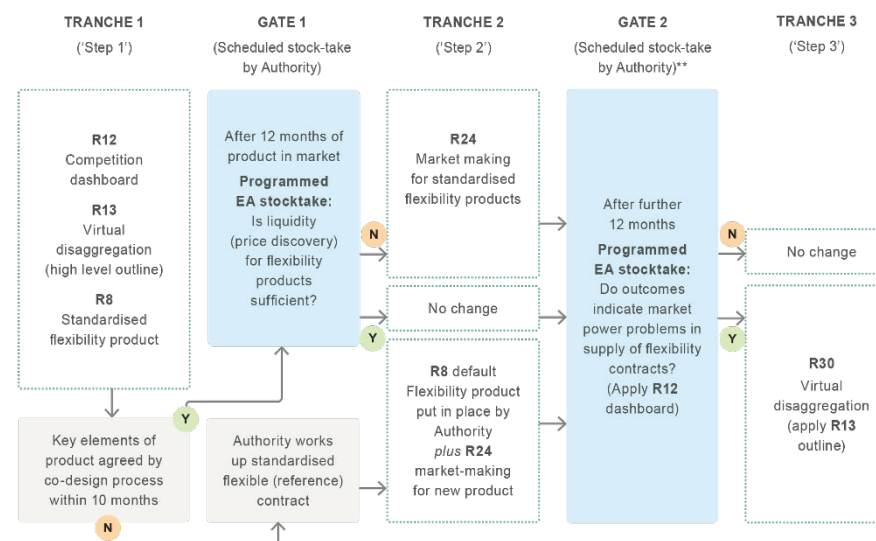 TRANCHE 1
('Step 1')
GATE 1
(Scheduled stock-take
by Authority)
TRANCHE 2
('Step 2')
GATE 2
(Scheduled stock-take
by Authority)**
TRANCHE 3
('Step 3')
R12
Competition
dashboard
R13
Virtual
disaggregation
(high level outline)
R8
Standardised
flexibility product
Y
Key elements of
product agreed by
co-design process
within 10 months
N
After 12 months of
product in market
Programmed
EA stocktake:
Is liquidity
(price discovery)
for flexibility
products
sufficient?
N
Y
Authority works
up standardised
flexible (reference)
contract
R24
Market making
for standardised
flexibility products
No change
R8 default
Flexibility product
put in place by
Authority
plus R24
market-making
for new product
After further
12 months
Programmed
EA stocktake:
Do outcomes
indicate market
power problems in
supply of flexibility
contracts?
(Apply R12
dashboard)
N
Y
No change
R30
Virtual
disaggregation
(apply R13
outline)